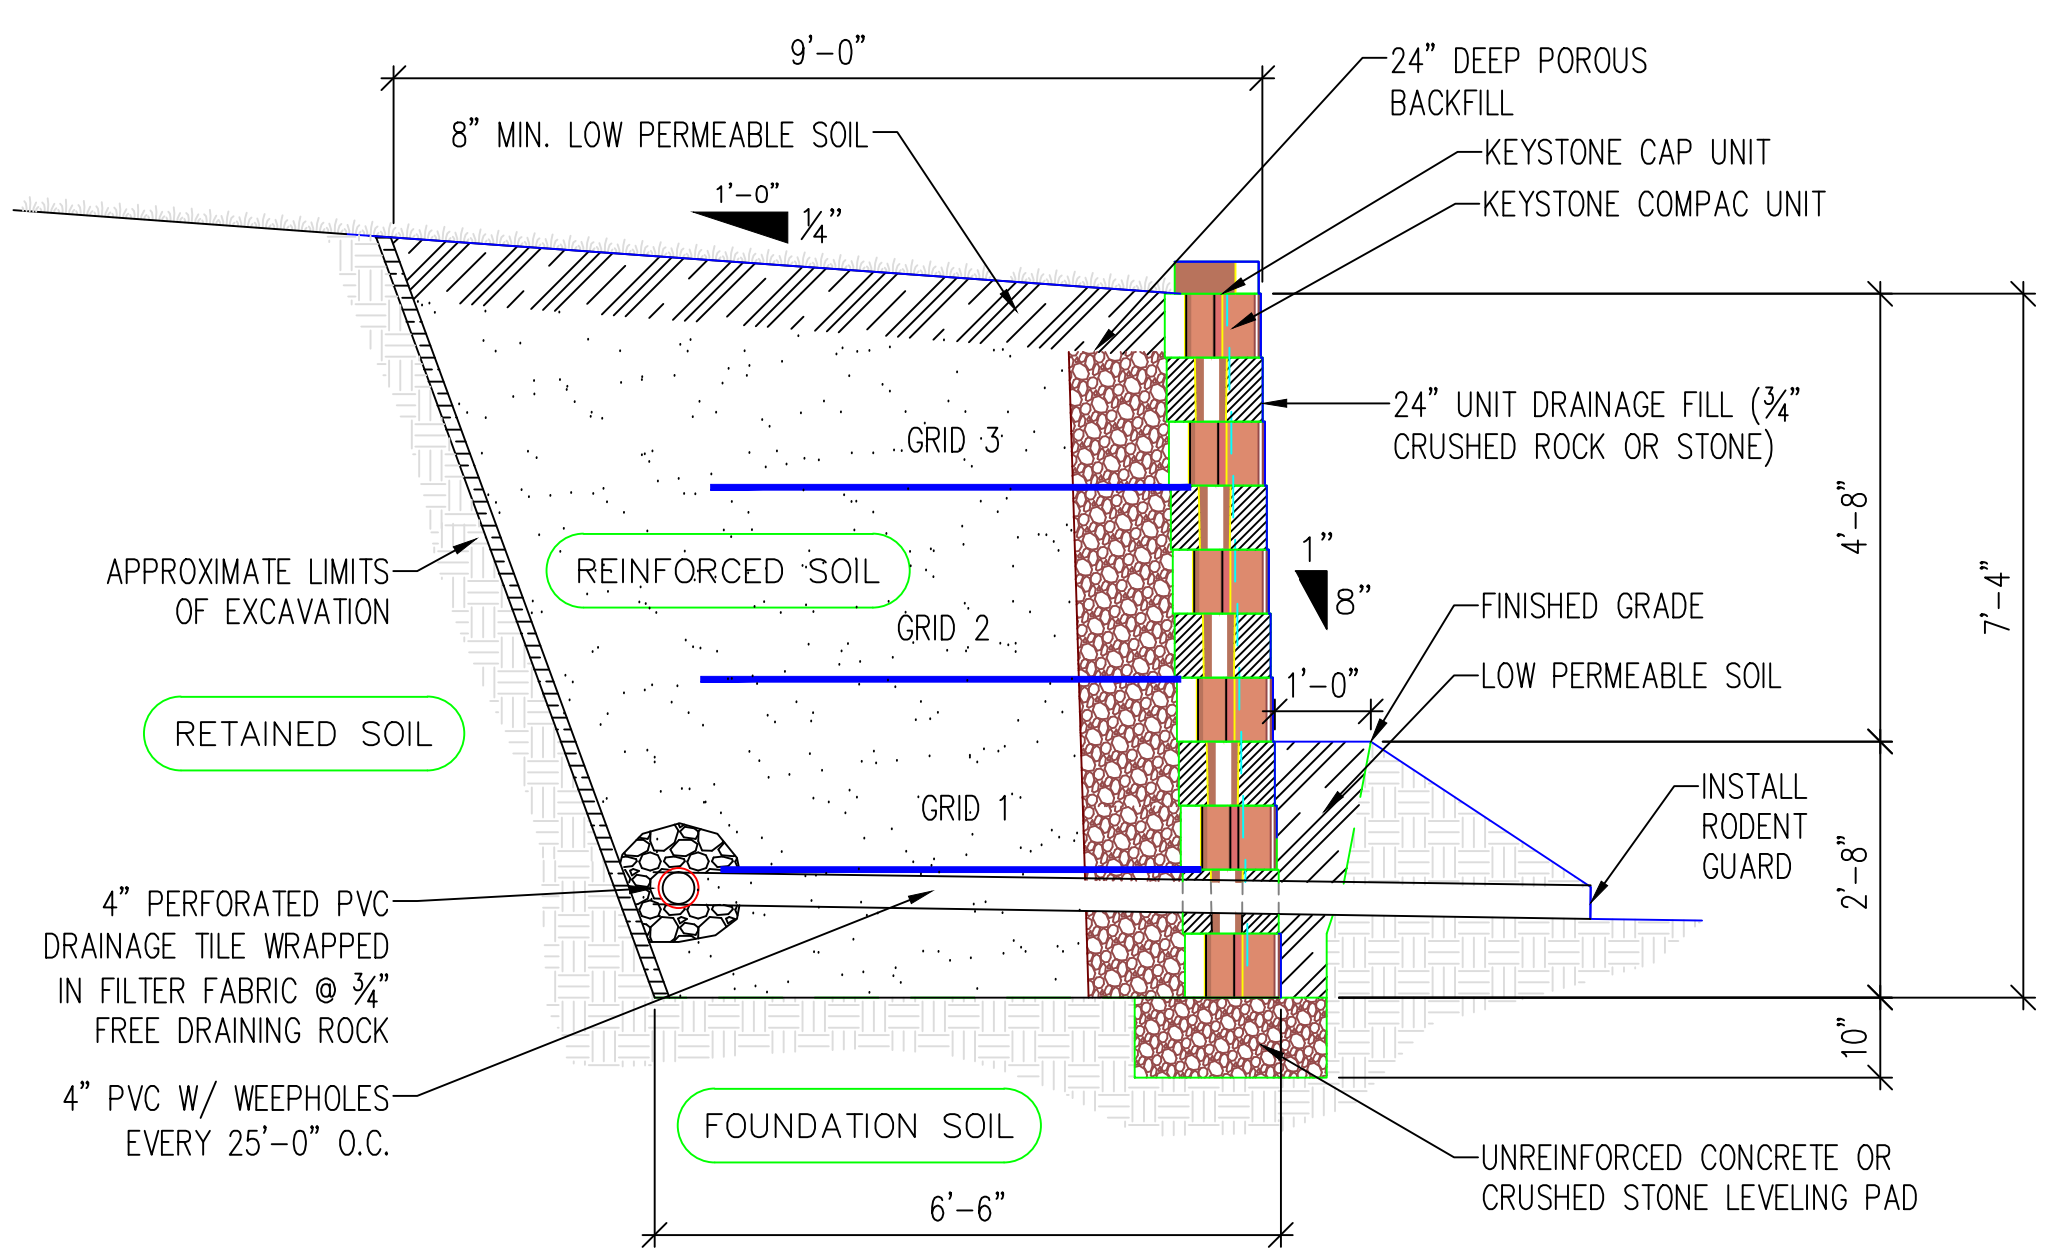 9'-0"
24" DEEP POROUS
BACKFILL
8" MIN. LOW PERMEABLE SOIL
KEYSTONE CAP UNIT
1'-0"
¼"
KEYSTONE COMPAC UNIT
24" UNIT DRAINAGE FILL (¾"
CRUSHED ROCK OR STONE)
GRID 3
4'-8"
7'-4"
REINFORCED SOIL
1"
8"
APPROXIMATE LIMITS
OF EXCAVATION
FINISHED GRADE
GRID 2
1'-0"
LOW PERMEABLE SOIL
RETAINED SOIL
GRID 1
INSTALL
RODENT
GUARD
2'-8"
4" PERFORATED PVC
DRAINAGE TILE WRAPPED
IN FILTER FABRIC @ ¾"
FREE DRAINING ROCK
10"
4" PVC W/ WEEPHOLES
EVERY 25'-0" O.C.
FOUNDATION SOIL
UNREINFORCED CONCRETE OR
CRUSHED STONE LEVELING PAD
6'-6"